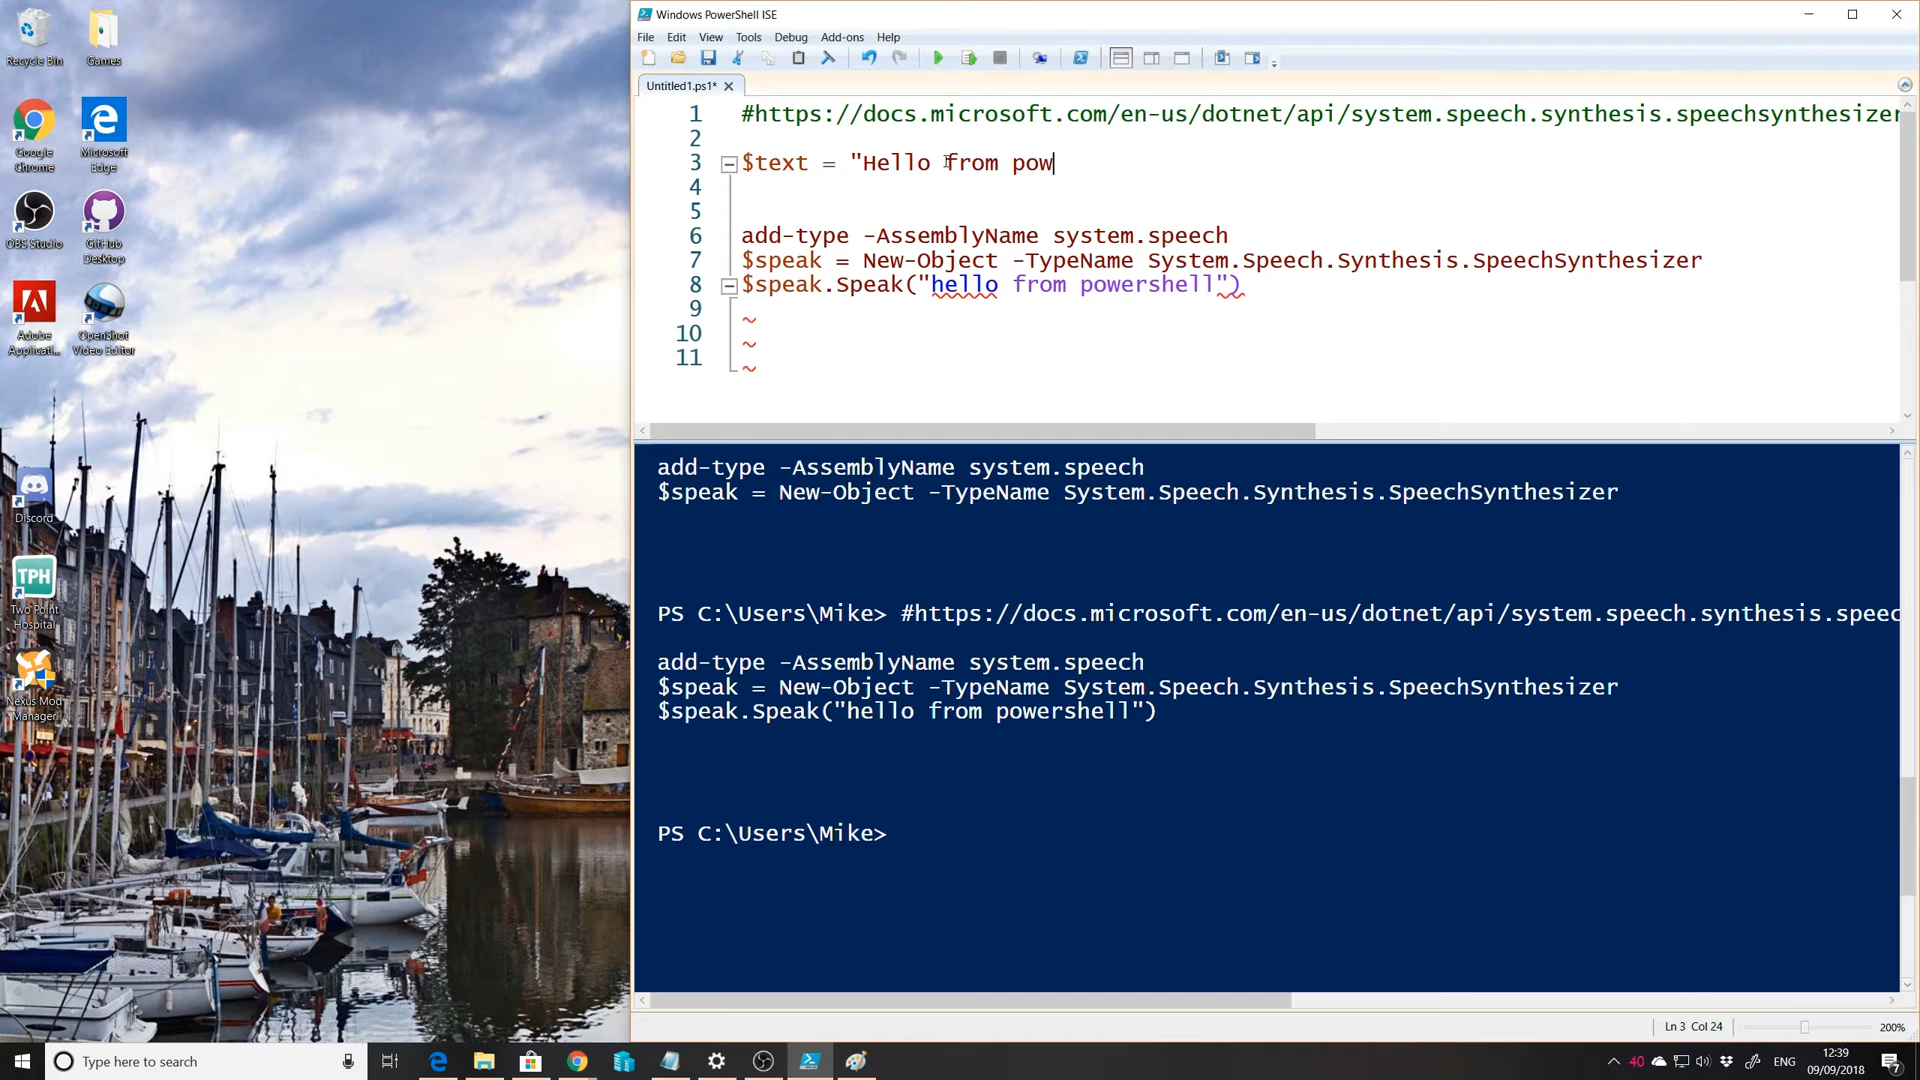 Recycle Bin
Games
Google Chrome
Microsoft Edge
OBS Studio
GitHub Desktop
Adobe Applicati...
OpenShot Video Editor
Discord
TPH
Two Point Hospital
Nexus Mod Manager
Windows PowerShell ISE
File Edit View Tools Debug Add-ons Help
Untitled1.ps1*
1 #https://docs.microsoft.com/en-us/dotnet/api/system.speech.synthesis.speechsynthesizer
2
3 $text = "Hello from pow
4
5
6 add-type -AssemblyName system.speech
7 $speak = New-Object -TypeName System.Speech.Synthesis.SpeechSynthesizer
8 $speak.Speak("hello from powershell")
9
10
11
add-type -AssemblyName system.speech
$speak = New-Object -TypeName System.Speech.Synthesis.SpeechSynthesizer
PS C:\Users\Mike> #https://docs.microsoft.com/en-us/dotnet/api/system.speech.synthesis.speec
add-type -AssemblyName system.speech
$speak = New-Object -TypeName System.Speech.Synthesis.SpeechSynthesizer
$speak.Speak("hello from powershell")
PS C:\Users\Mike>
Ln 3 Col 24 200%
Type here to search
40 ENG 12:39 7
09/09/2018